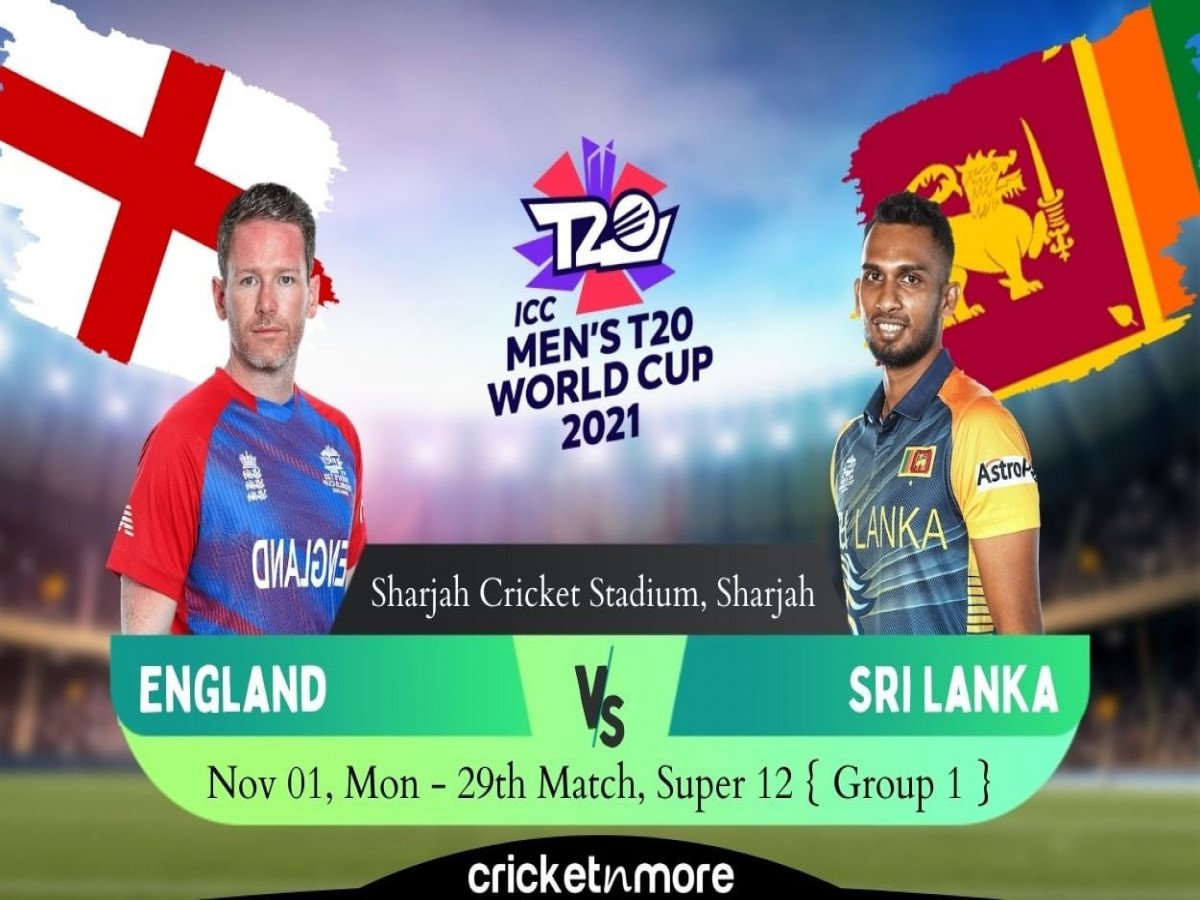 T20
ICC
MEN'S T20
WORLD CUP
2021
ENGLAND
LANKA
Astro
Sharjah Cricket Stadium, Sharjah
ENGLAND
VS
SRI LANKA
Nov 01, Mon - 29th Match, Super 12 { Group 1 }
cricketnmore